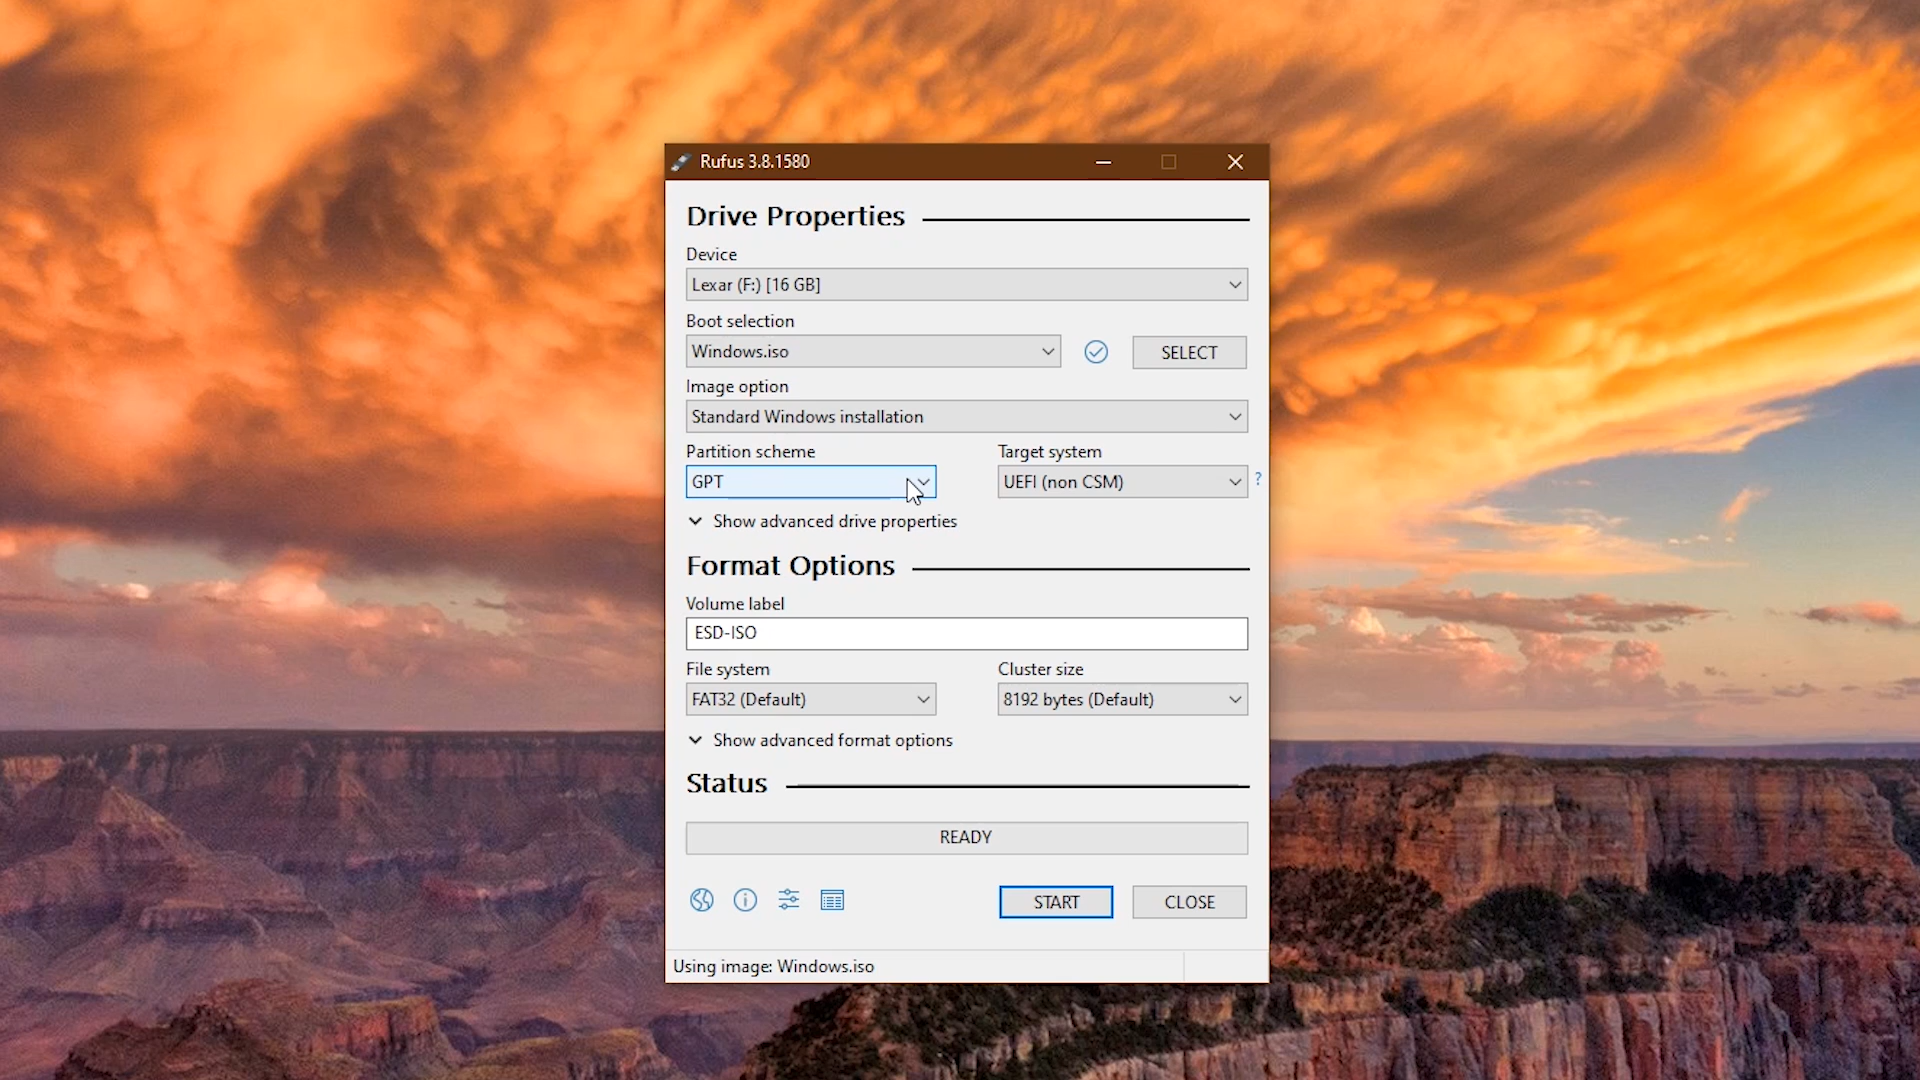 Rufus 3.8.1580
Drive Properties
Device
Lexar (F:) [16 GB]
Boot selection
Windows.iso
SELECT
Image option
Standard Windows installation
Partition scheme
Target system
GPT
UEFI (non CSM)
?
Show advanced drive properties
Format Options
Volume label
ESD-ISO
File system
Cluster size
FAT32 (Default)
8192 bytes (Default)
Show advanced format options
Status
READY
START
CLOSE
Using image: Windows.iso